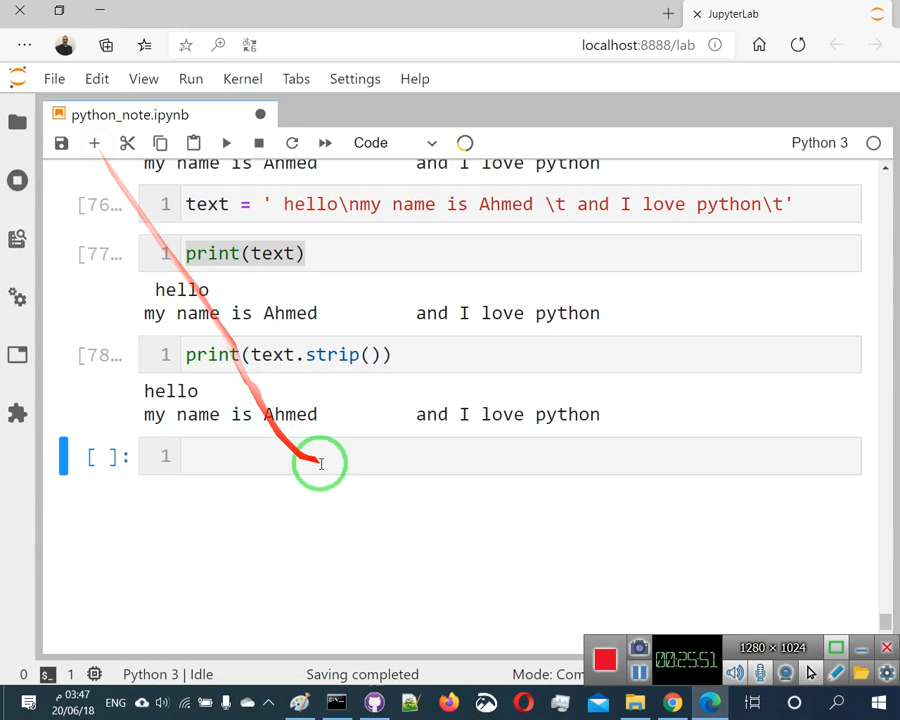 JupyterLab
localhost:8888/lab
File Edit View Run Kernel Tabs Settings Help
python_note.ipynb
Code Python 3
my name is Ahmed and I love python
[76… 1 text = ' hello\nmy name is Ahmed \t and I love python\t'
[77… 1 print(text)
hello
my name is Ahmed and I love python
[78… 1 print(text.strip())
hello
my name is Ahmed and I love python
[ ]: 1
1280 × 1024
00:25:51
0 1 Python 3 | Idle Saving completed Mode: Com
ENG
03:47 م
20/06/18